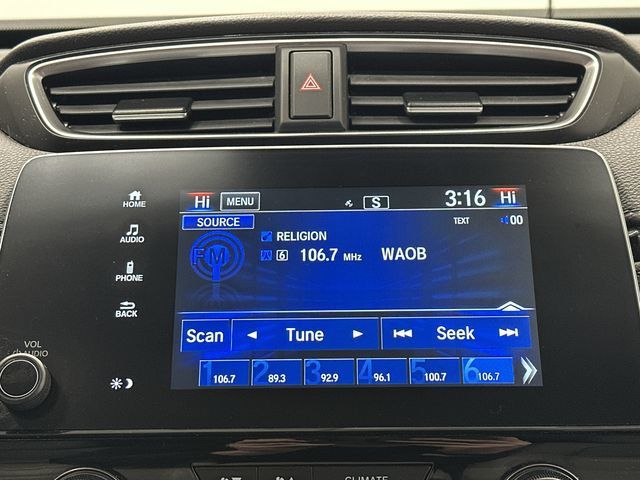 Hi MENU S 3:16 Hi
SOURCE TEXT 00
HOME
RELIGION
FM
AUDIO
6 106.7 MHz WAOB
PHONE
BACK
Scan Tune Seek
VOL
AUDIO
1 106.7 2 89.3 3 92.9 4 96.1 5 100.7 6 106.7
CLIMATE